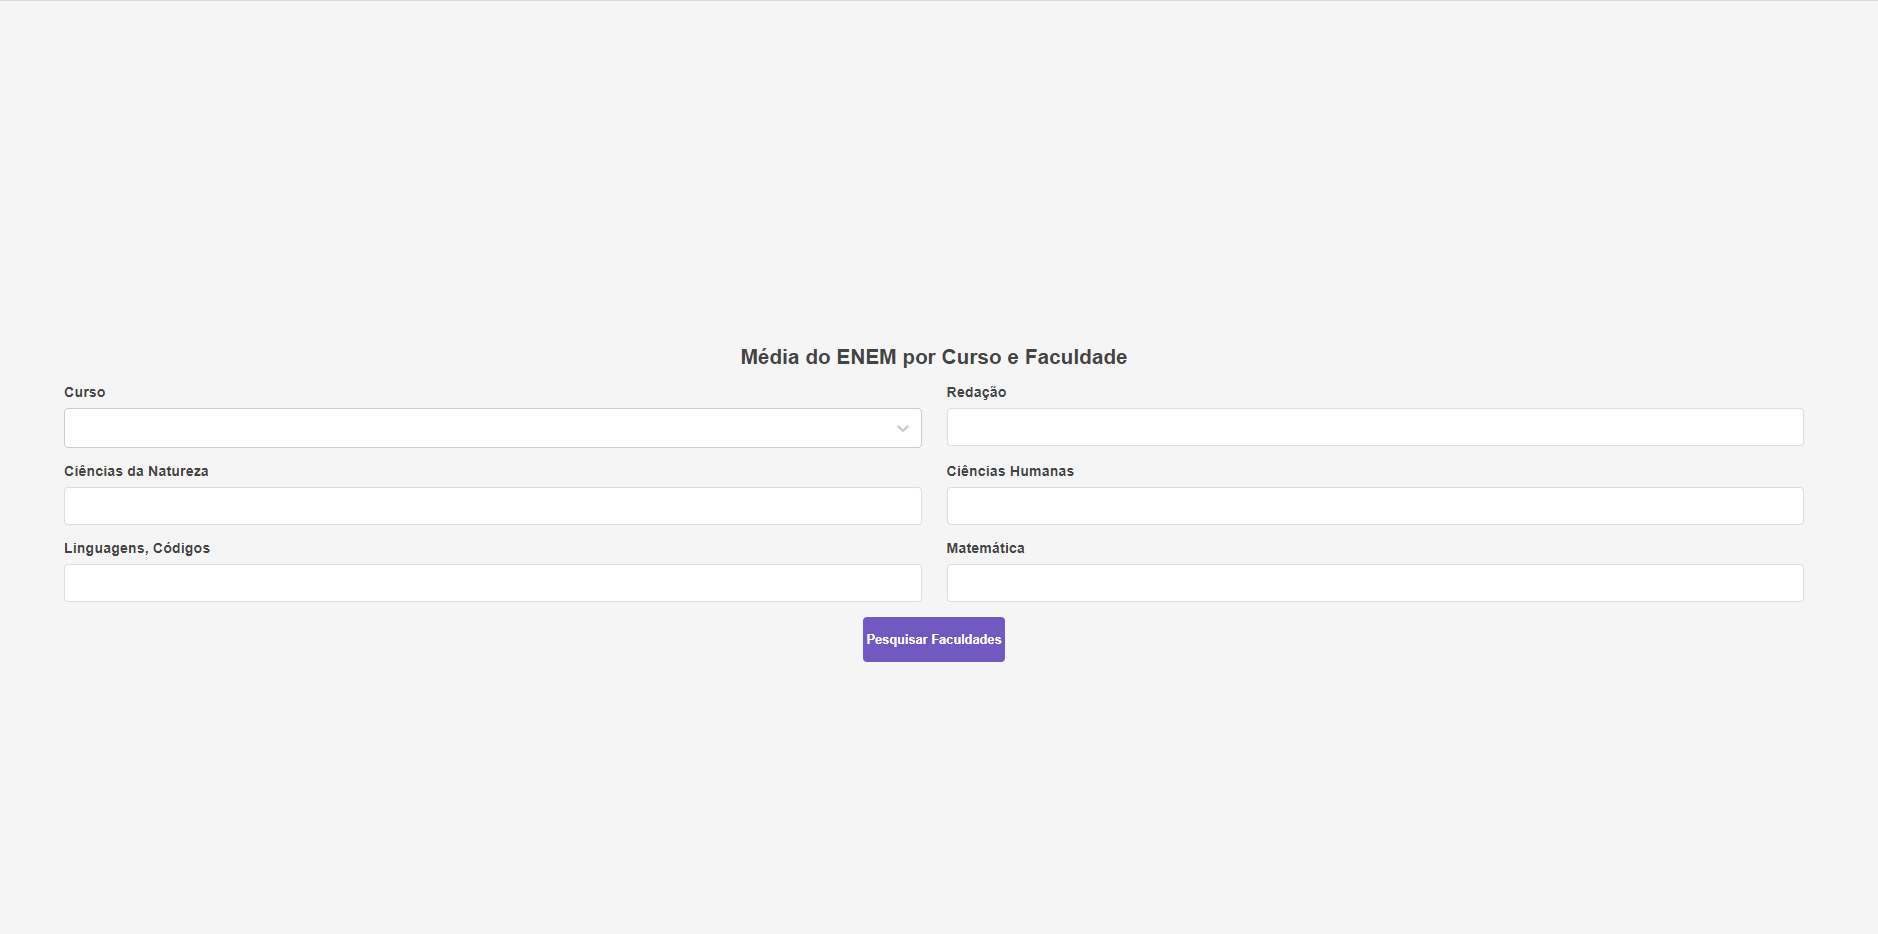 Média do ENEM por Curso e Faculdade
Curso
Redação
Ciências da Natureza
Ciências Humanas
Linguagens, Códigos
Matemática
Pesquisar Faculdades